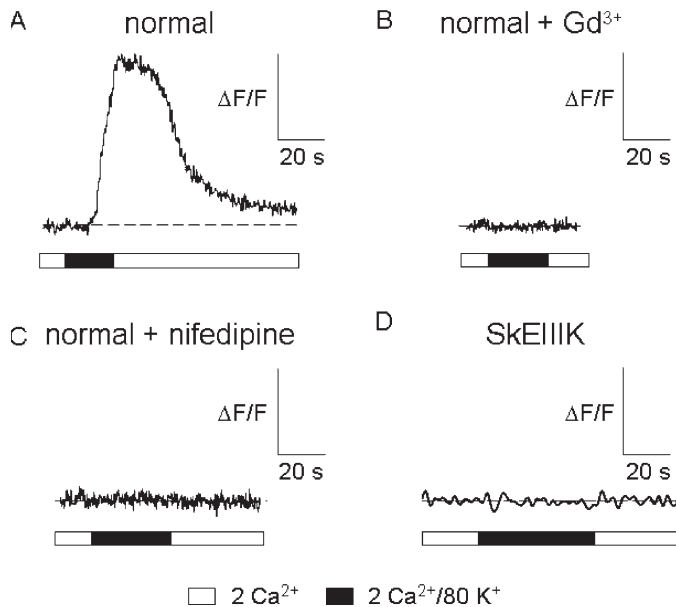 A
normal
ΔF/F
20 s
B
normal + Gd³⁺
ΔF/F
20 s
C
normal + nifedipine
ΔF/F
20 s
D
SkEIIIK
ΔF/F
20 s
2 Ca²⁺
2 Ca²⁺/80 K⁺